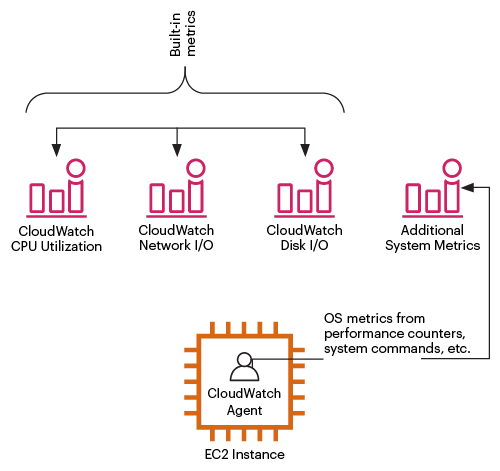 Built-in
metrics
CloudWatch
CPU Utilization
CloudWatch
Network I/O
CloudWatch
Disk I/O
Additional
System Metrics
OS metrics from
performance counters,
system commands, etc.
CloudWatch
Agent
EC2 Instance